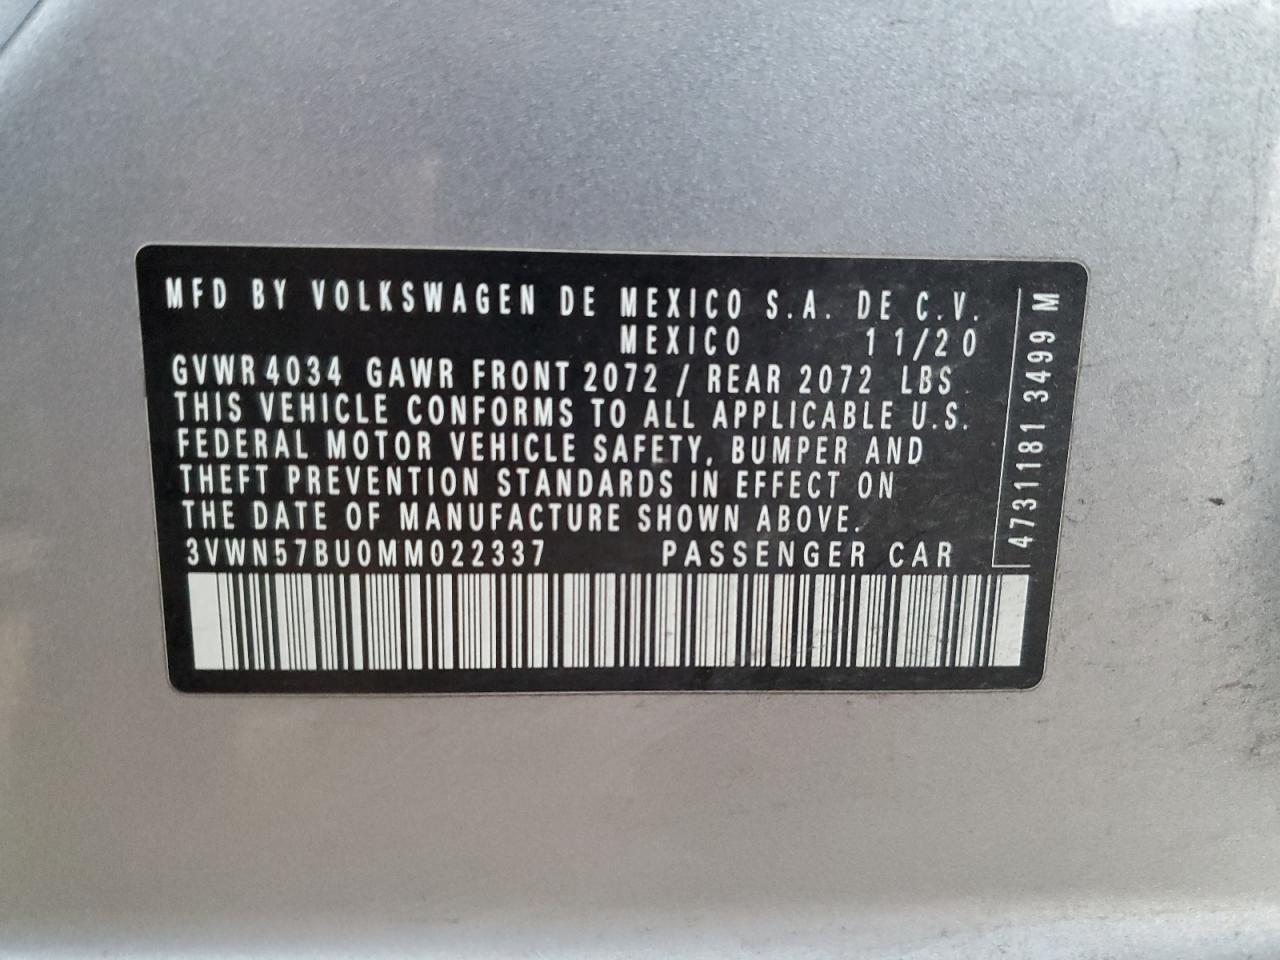 MFD BY VOLKSWAGEN DE MEXICO S.A. DE C.V.
MEXICO 11/20
GVWR 4034 GAWR FRONT 2072 / REAR 2072 LBS.
THIS VEHICLE CONFORMS TO ALL APPLICABLE U.S.
FEDERAL MOTOR VEHICLE SAFETY, BUMPER AND
THEFT PREVENTION STANDARDS IN EFFECT ON
THE DATE OF MANUFACTURE SHOWN ABOVE.
3VWN57BU0MM022337 PASSENGER CAR
47311181 3499 M